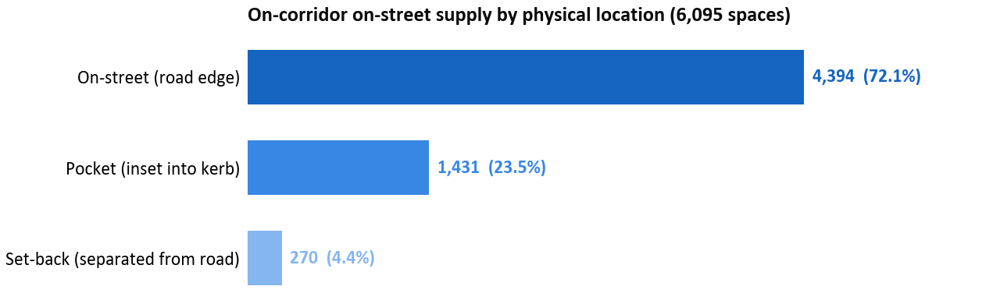 On-corridor on-street supply by physical location (6,095 spaces)
On-street (road edge) 4,394 (72.1%)
Pocket (inset into kerb) 1,431 (23.5%)
Set-back (separated from road) 270 (4.4%)